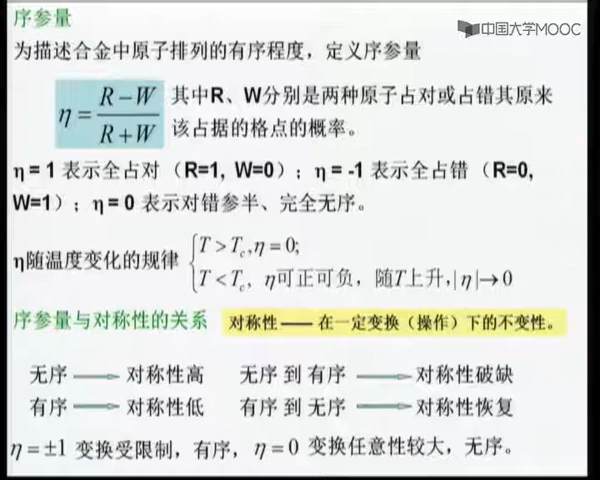 序参量
中国大学MOOC
为描述合金中原子排列的有序程度，定义序参量
η = (R−W)/(R+W) 其中R、W分别是两种原子占对或占错其原来
该占据的格点的概率。
η = 1 表示全占对（R=1, W=0）；η = -1 表示全占错（R=0,
W=1）；η = 0 表示对错参半、完全无序。
η随温度变化的规律
T > Tc, η = 0;
T < Tc, η可正可负，随T上升，|η|→0
序参量与对称性的关系 对称性 —— 在一定变换（操作）下的不变性。
无序 → 对称性高 无序 到 有序 → 对称性破缺
有序 → 对称性低 有序 到 无序 → 对称性恢复
η = ±1 变换受限制，有序，η = 0 变换任意性较大，无序。